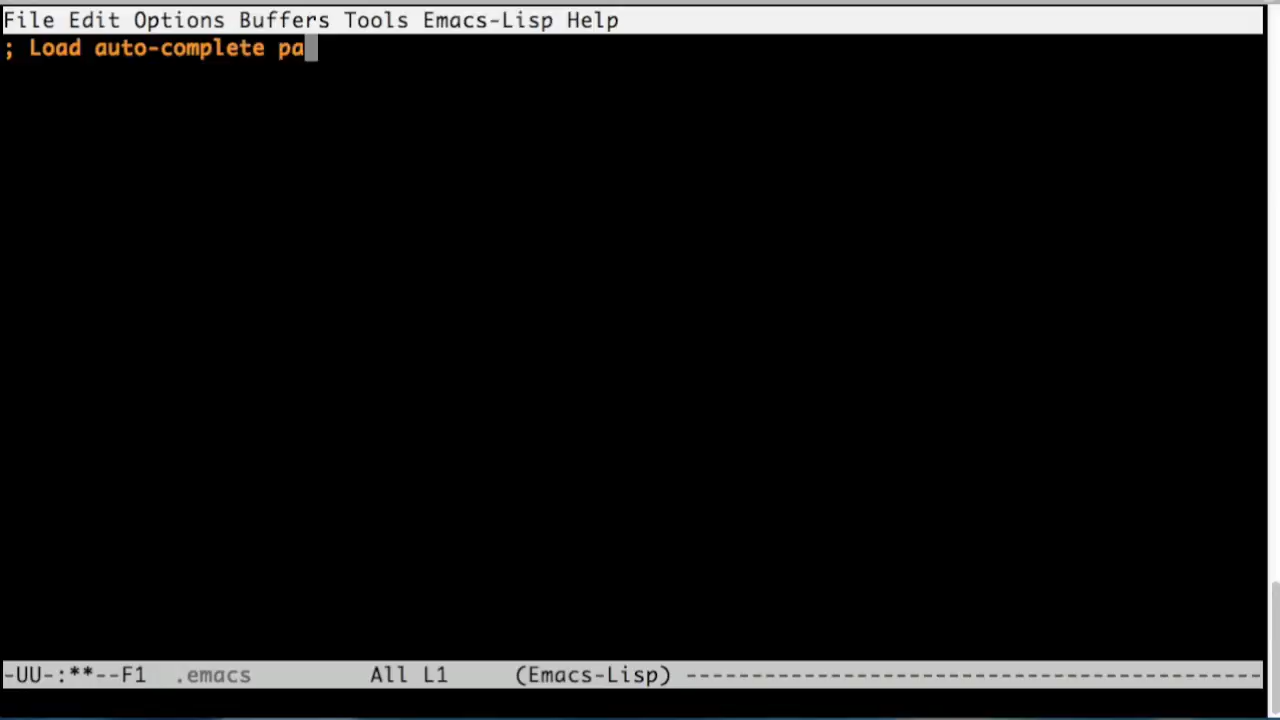 File Edit Options Buffers Tools Emacs-Lisp Help
; Load auto-complete pa
-UU-:**--F1  .emacs         All L1     (Emacs-Lisp) --------------------------------------------